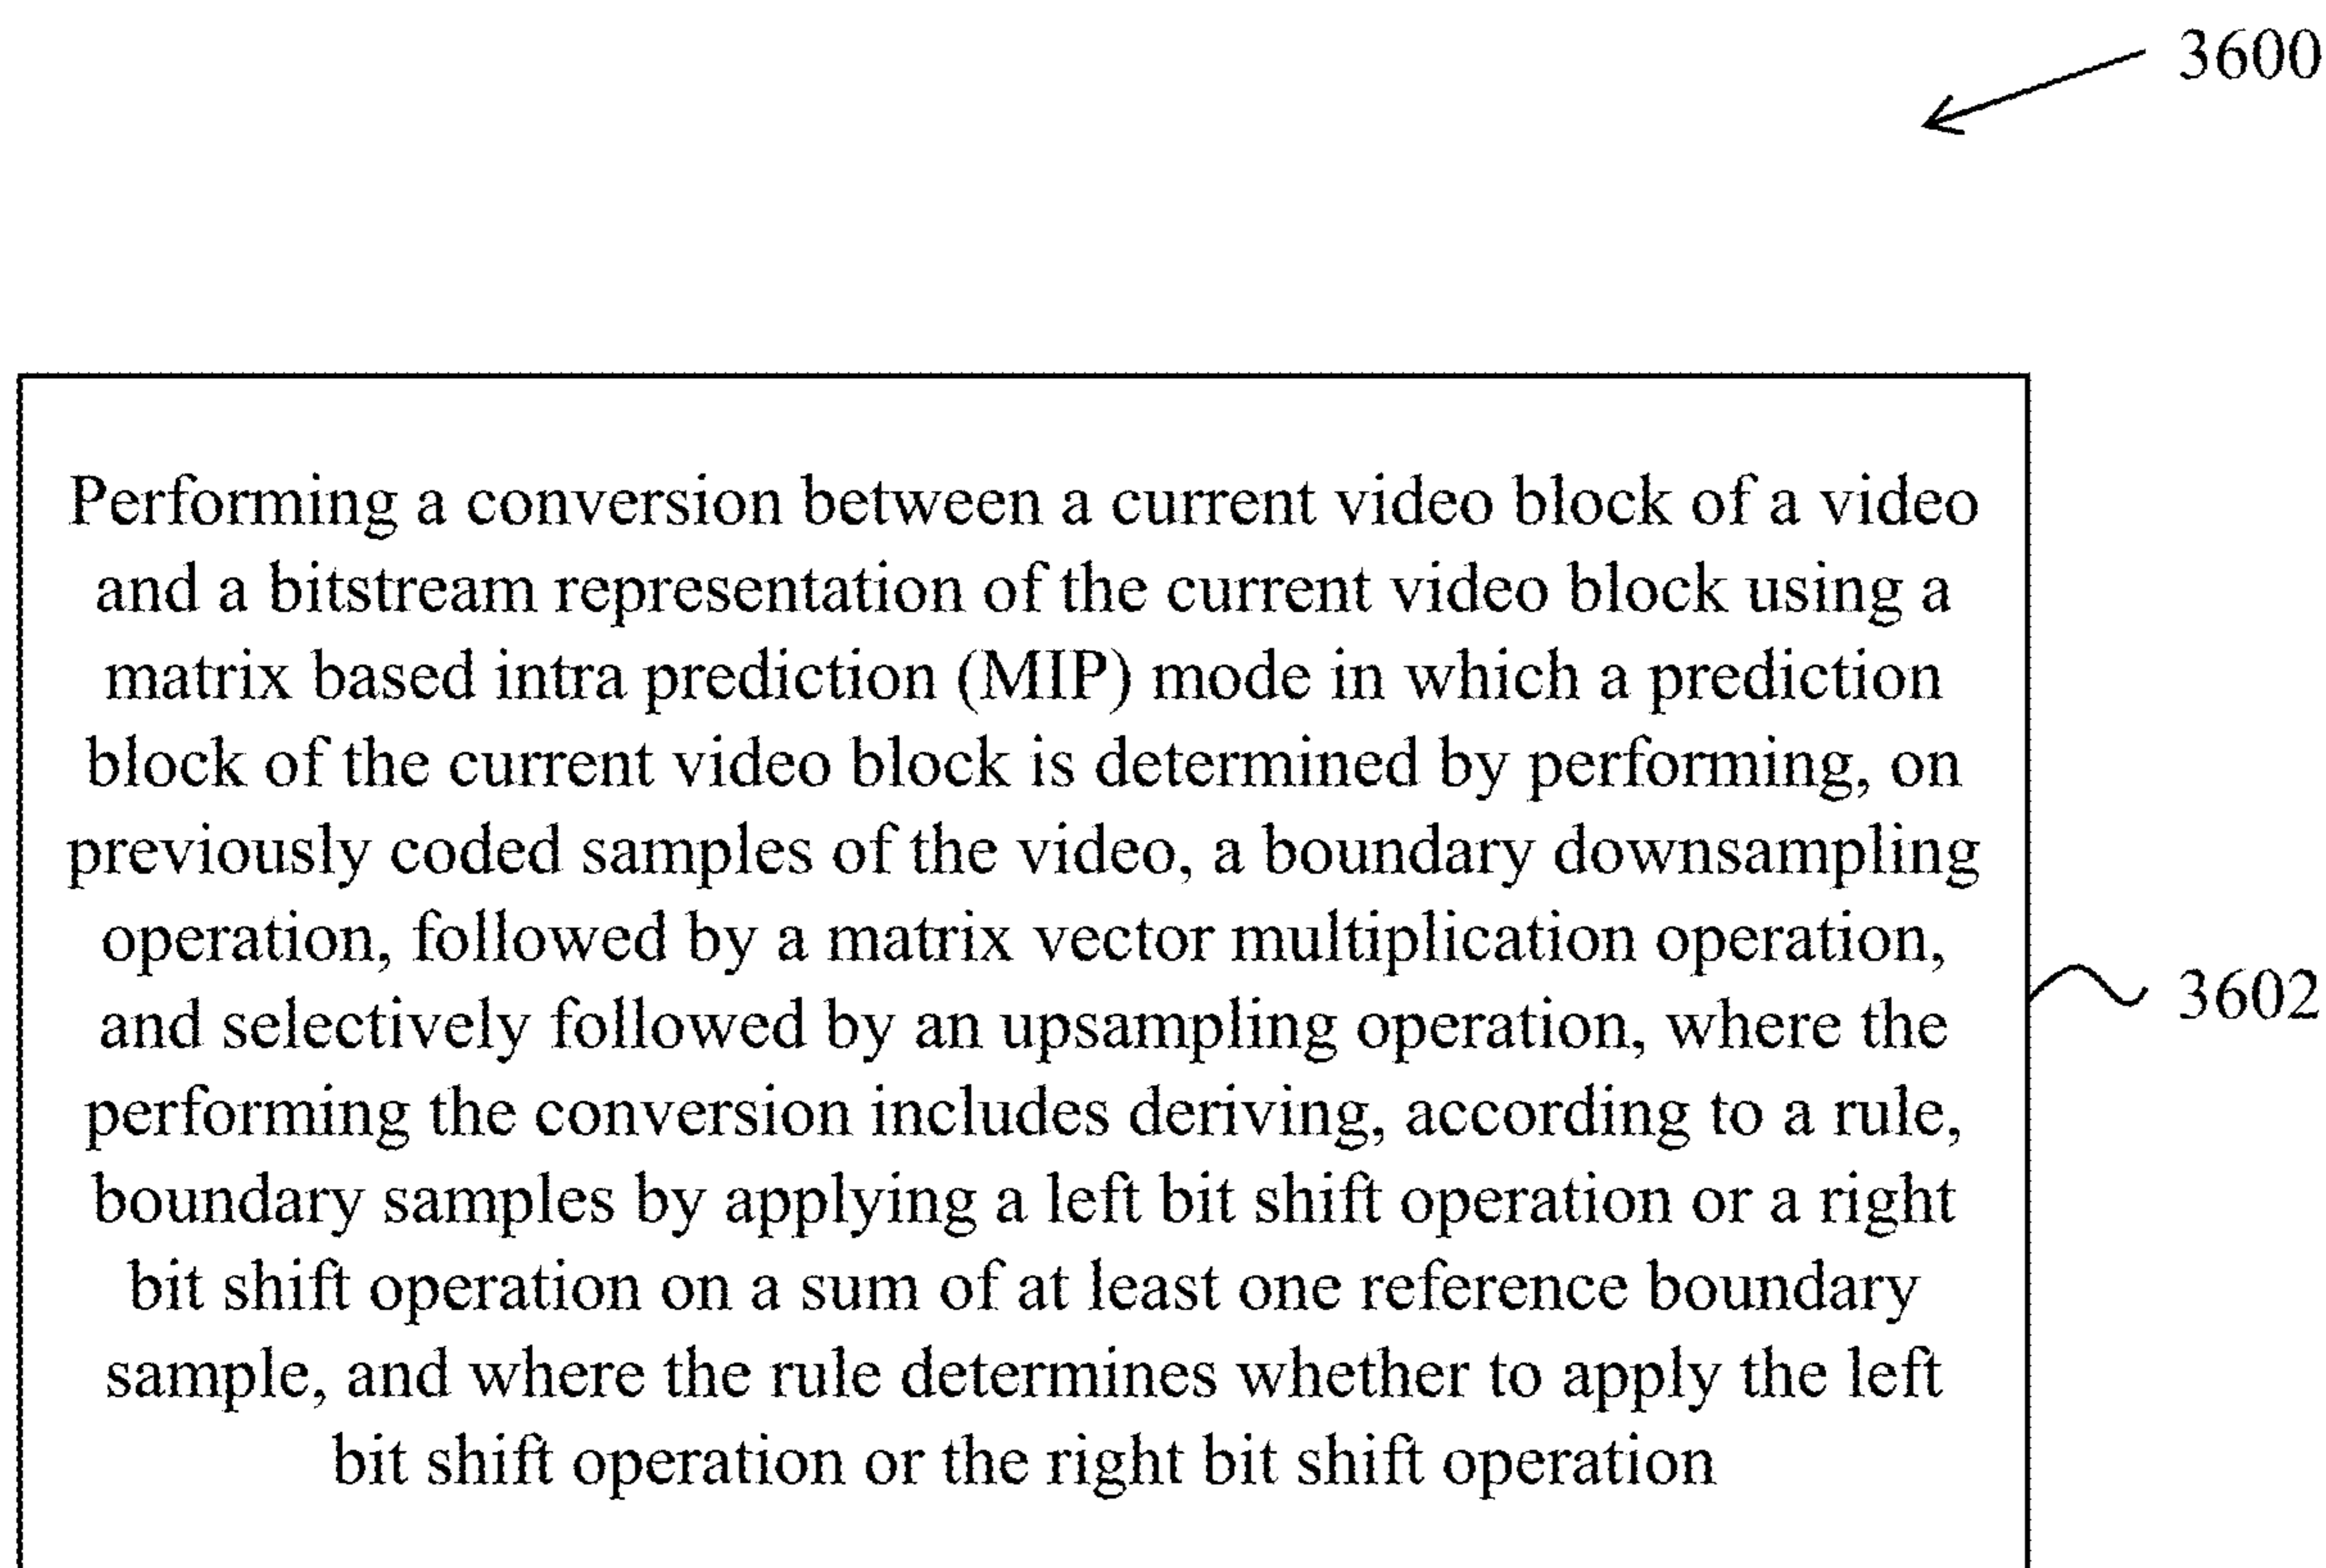 3600
Performing a conversion between a current video block of a video
and a bitstream representation of the current video block using a
matrix based intra prediction (MIP) mode in which a prediction
block of the current video block is determined by performing, on
previously coded samples of the video, a boundary downsampling
operation, followed by a matrix vector multiplication operation,
and selectively followed by an upsampling operation, where the
performing the conversion includes deriving, according to a rule,
boundary samples by applying a left bit shift operation or a right
bit shift operation on a sum of at least one reference boundary
sample, and where the rule determines whether to apply the left
bit shift operation or the right bit shift operation
3602